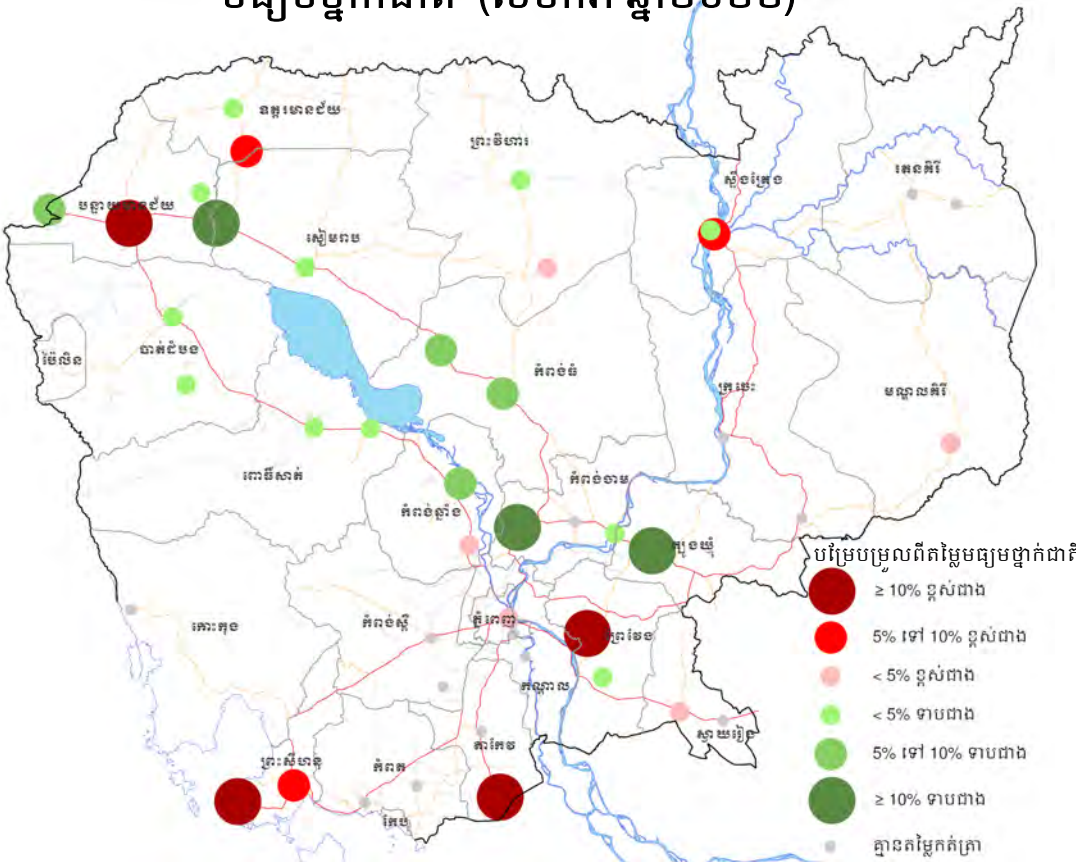 ឧត្តរមានជ័យ
ព្រះវិហារ
ស្ទឹងត្រែង
រតនគិរី
បន្ទាយមានជ័យ
សៀមរាប
ប៉ៃលិន
បាត់ដំបង
កំពង់ធំ
ក្រចេះ
មណ្ឌលគិរី
ពោធិ៍សាត់
កំពង់ឆ្នាំង
កំពង់ចាម
ត្បូងឃ្មុំ
កោះកុង
កំពង់ស្ពឺ
ភ្នំពេញ
ព្រៃវែង
កណ្តាល
ស្វាយរៀង
តាកែវ
ព្រះសីហនុ
កំពត
កែប
បម្រែបម្រួលពីតម្លៃមធ្យមថ្នាក់ជាតិ
≥ 10% ខ្ពស់ជាង
5% ទៅ 10% ខ្ពស់ជាង
< 5% ខ្ពស់ជាង
< 5% ទាបជាង
5% ទៅ 10% ទាបជាង
≥ 10% ទាបជាង
គ្មានតម្លៃកត់ត្រា